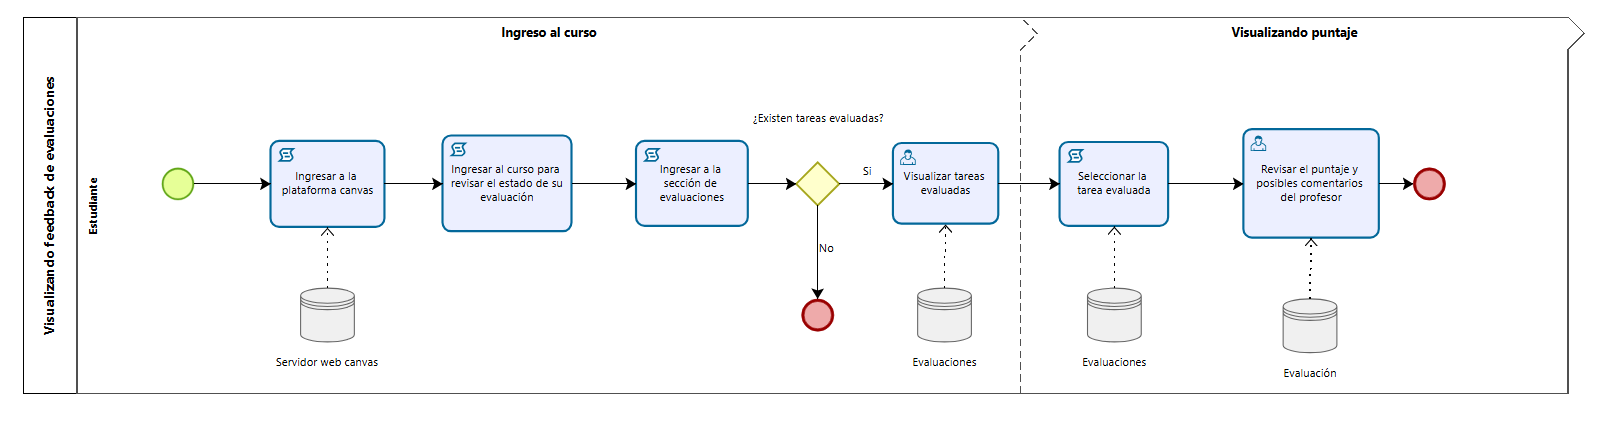 Visualizando feedback de evaluaciones
Estudiante
Ingreso al curso
Visualizando puntaje
Ingresar a la
plataforma canvas
Ingresar al curso para
revisar el estado de su
evaluación
Ingresar a la
sección de
evaluaciones
¿Existen tareas evaluadas?
Si
No
Visualizar tareas
evaluadas
Seleccionar la
tarea evaluada
Revisar el puntaje y
posibles comentarios
del profesor
Servidor web canvas
Evaluaciones
Evaluaciones
Evaluación